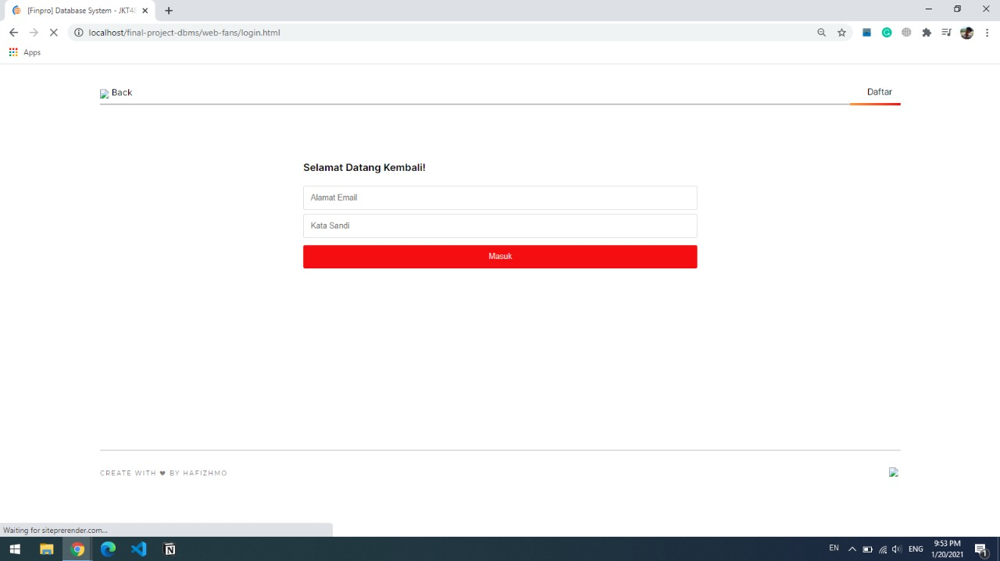 [Finpro] Database System - JKT48
localhost/final-project-dbms/web-fans/login.html
Apps
Back
Daftar
Selamat Datang Kembali!
Alamat Email
Kata Sandi
Masuk
CREATE WITH ❤ BY HAFIZHMO
Waiting for siteprerender.com...
EN
ENG
9:53 PM
1/20/2021
1